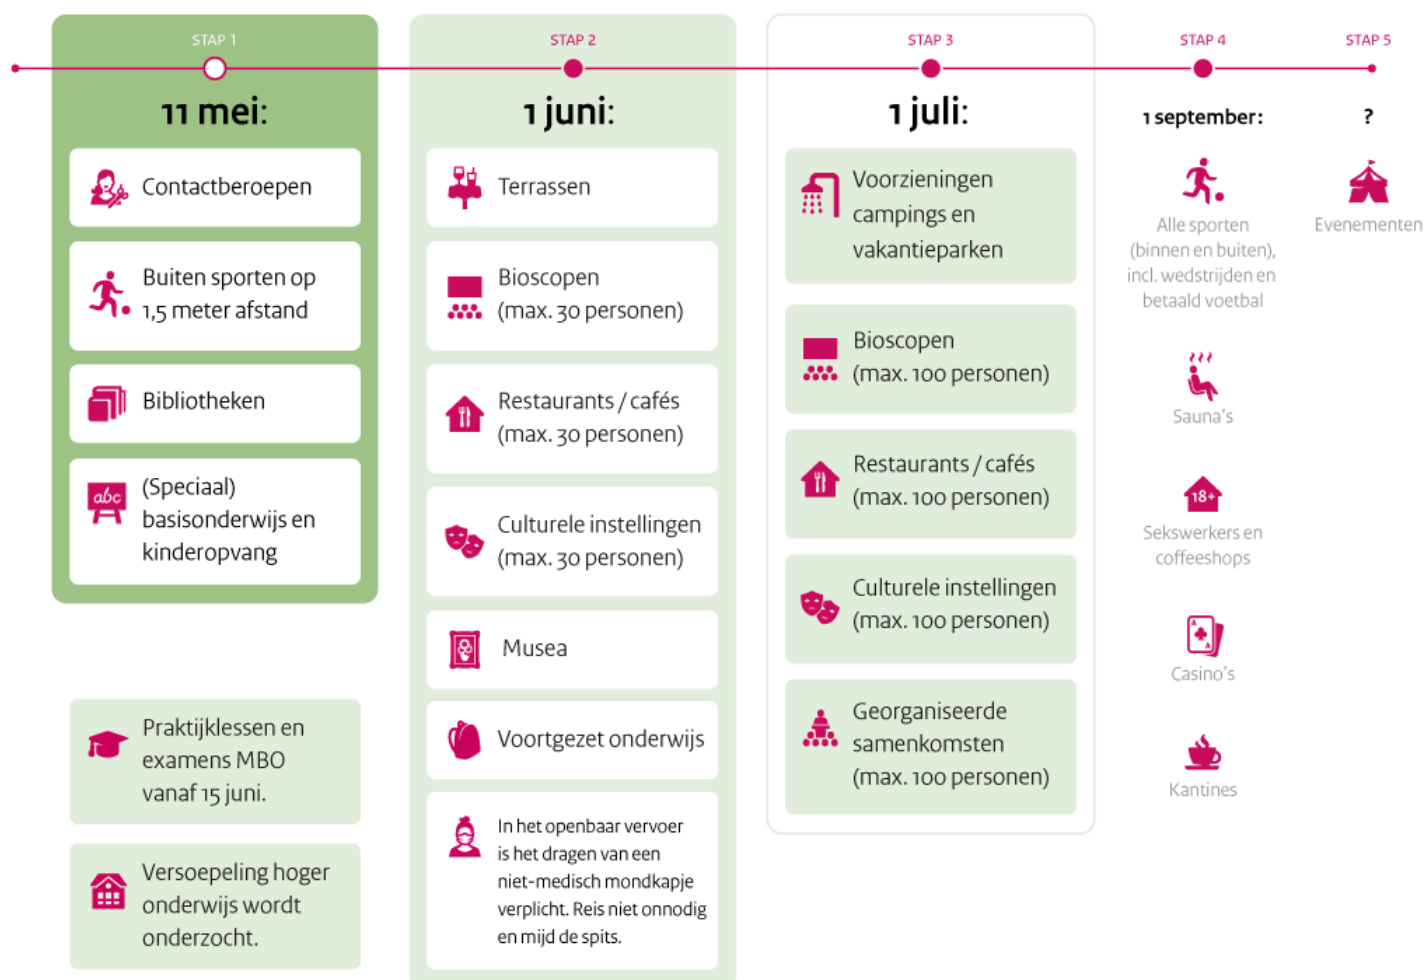 STAP 1
11 mei:
Contactberoepen
Buiten sporten op
1,5 meter afstand
Bibliotheken
abc
(Speciaal)
basisonderwijs en
kinderopvang
Praktijklessen en
examens MBO
vanaf 15 juni.
Versoepeling hoger
onderwijs wordt
onderzocht.
STAP 2
1 juni:
Terrassen
Bioscopen
(max. 30 personen)
Restaurants / cafés
(max. 30 personen)
Culturele instellingen
(max. 30 personen)
Musea
Voortgezet onderwijs
In het openbaar vervoer
is het dragen van een
niet-medisch mondkapje
verplicht. Reis niet onnodig
en mijd de spits.
STAP 3
1 juli:
Voorzieningen
campings en
vakantieparken
Bioscopen
(max. 100 personen)
Restaurants / cafés
(max. 100 personen)
Culturele instellingen
(max. 100 personen)
Georganiseerde
samenkomsten
(max. 100 personen)
STAP 4
1 september:
Alle sporten
(binnen en buiten),
incl. wedstrijden en
betaald voetbal
Sauna's
18+
Sekswerkers en
coffeeshops
A
A
Casino's
Kantines
STAP 5
?
Evenementen